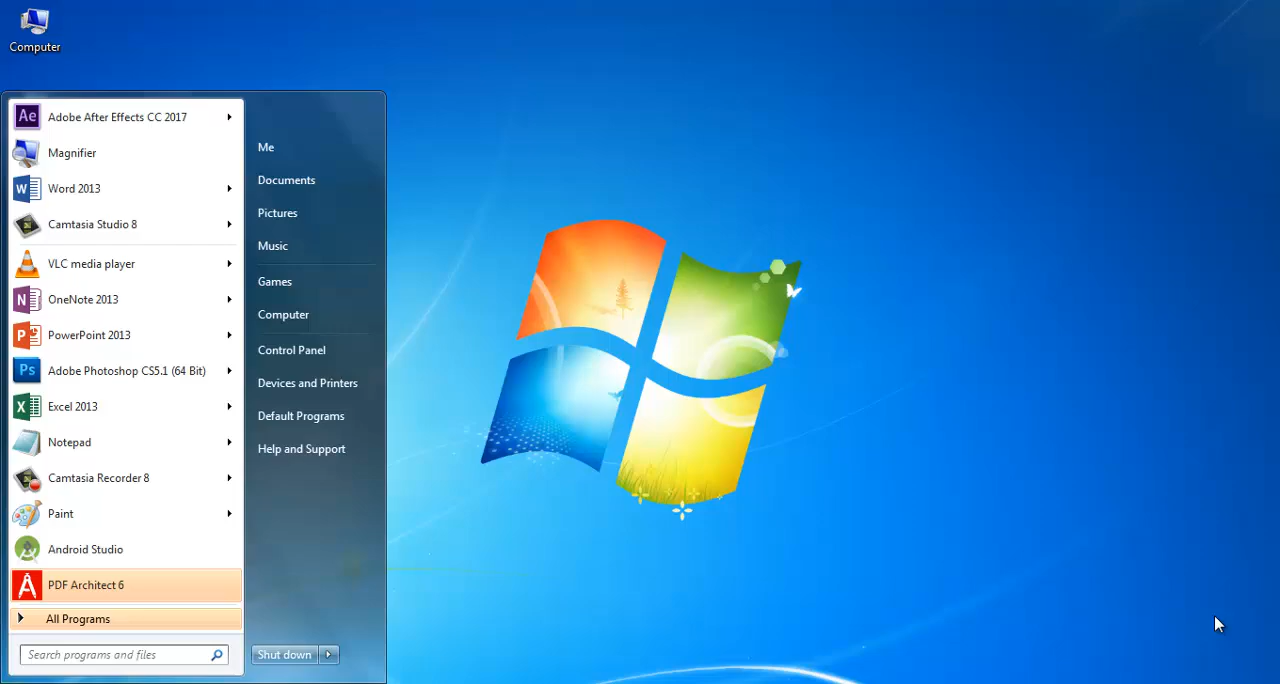 Computer
Ae
Adobe After Effects CC 2017
Magnifier
W
Word 2013
Camtasia Studio 8
VLC media player
N
OneNote 2013
P
PowerPoint 2013
Ps
Adobe Photoshop CS5.1 (64 Bit)
X
Excel 2013
Notepad
Camtasia Recorder 8
Paint
Android Studio
PDF Architect 6
All Programs
Search programs and files
Me
Documents
Pictures
Music
Games
Computer
Control Panel
Devices and Printers
Default Programs
Help and Support
Shut down